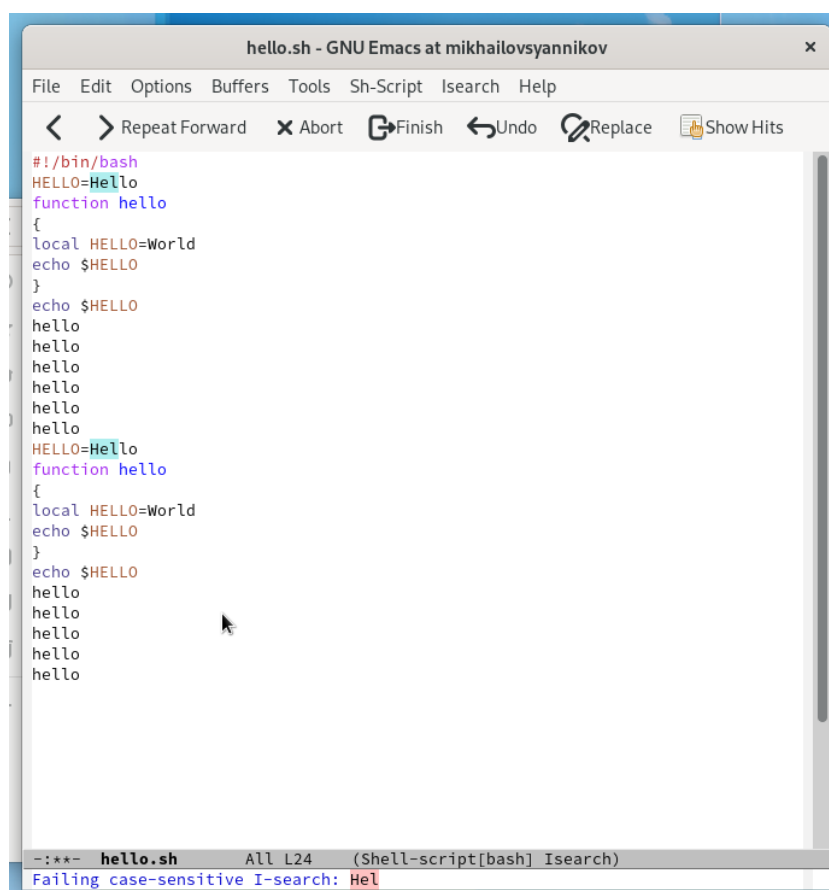 hello.sh - GNU Emacs at mikhailovsyannikov
File Edit Options Buffers Tools Sh-Script Isearch Help
Repeat Forward Abort Finish Undo Replace Show Hits
#!/bin/bash
HELLO=Hello
function hello
{
local HELLO=World
echo $HELLO
}
echo $HELLO
hello
hello
hello
hello
hello
hello
HELLO=Hello
function hello
{
local HELLO=World
echo $HELLO
}
echo $HELLO
hello
hello
hello
hello
hello
-:**- hello.sh All L24 (Shell-script[bash] Isearch)
Failing case-sensitive I-search: Hel